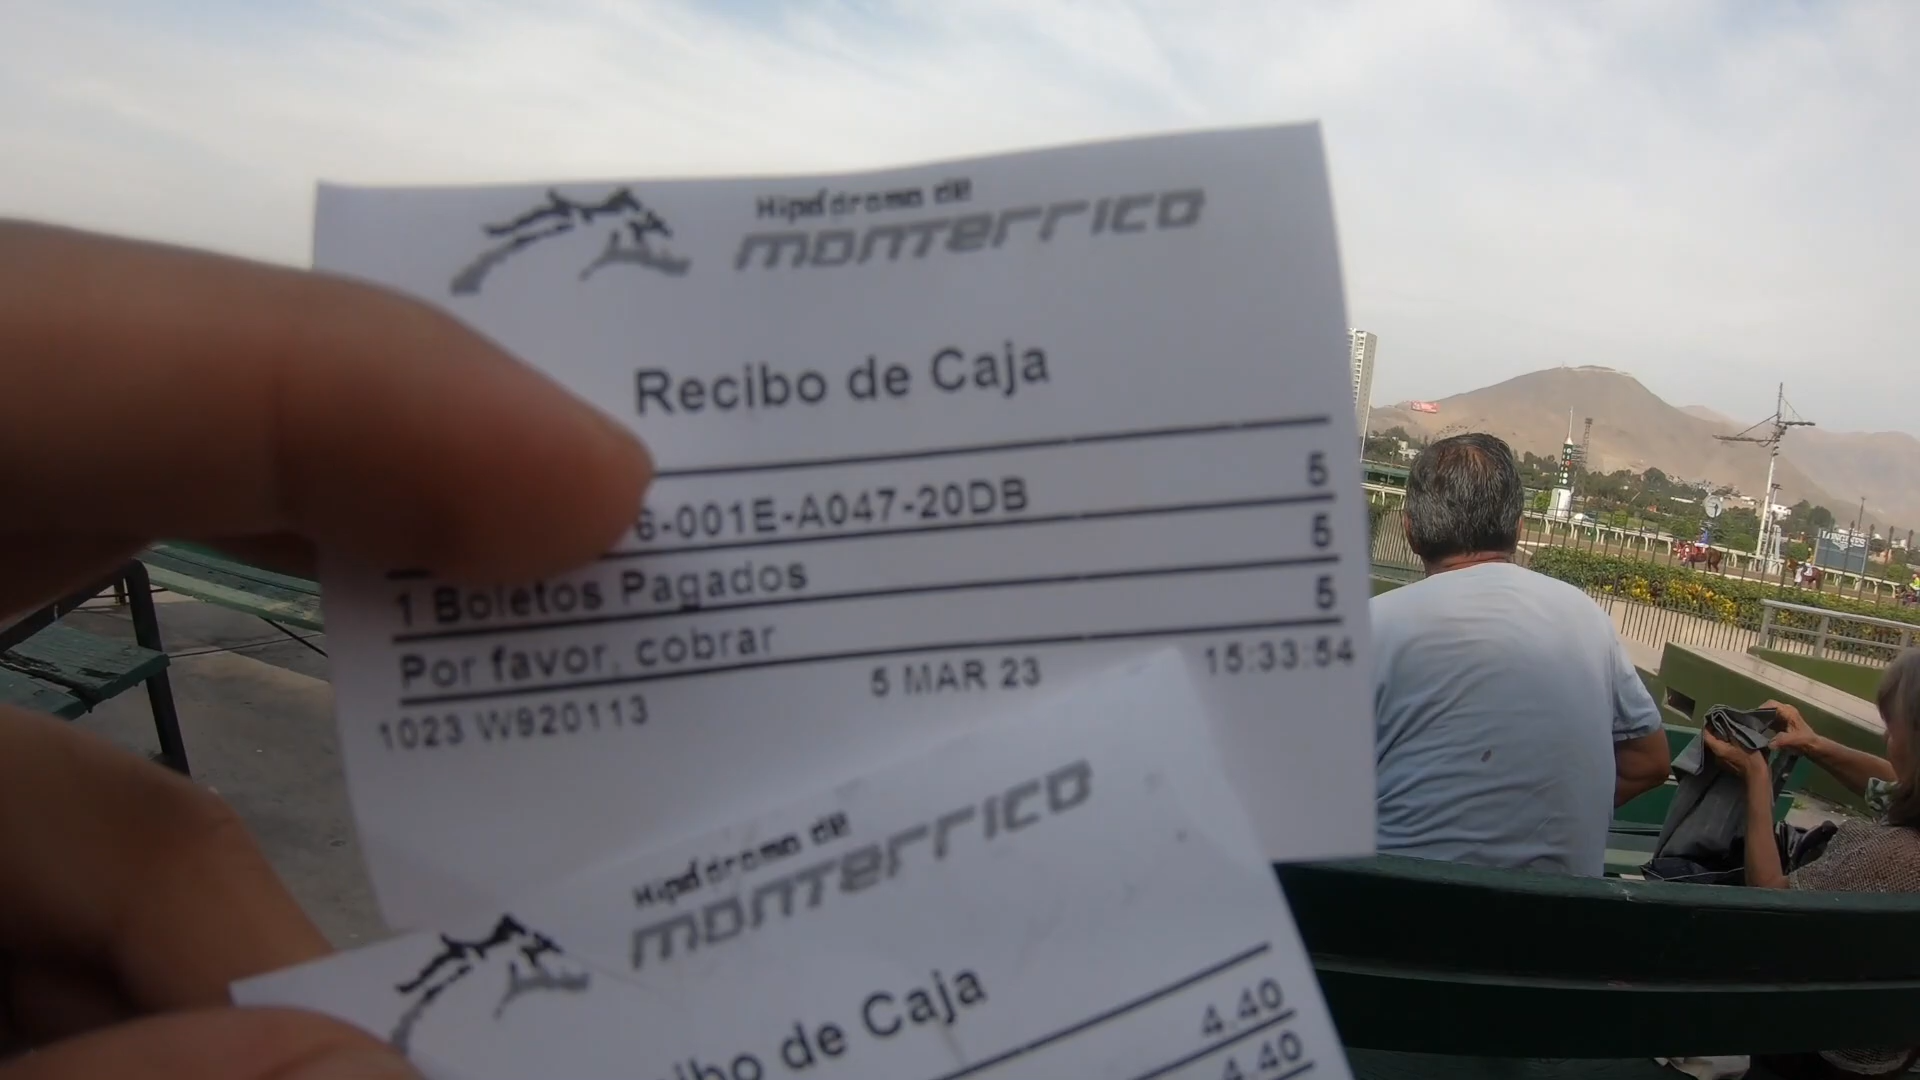 Hipódromo de
monterrico
Recibo de Caja
6-001E-A047-20DB 5
1 Boletos Pagados 5
Por favor, cobrar 5
1023 W920113 5 MAR 23 15:33:54
Hipódromo de
monterrico
ibo de Caja
4.40
4.40
LONGINES